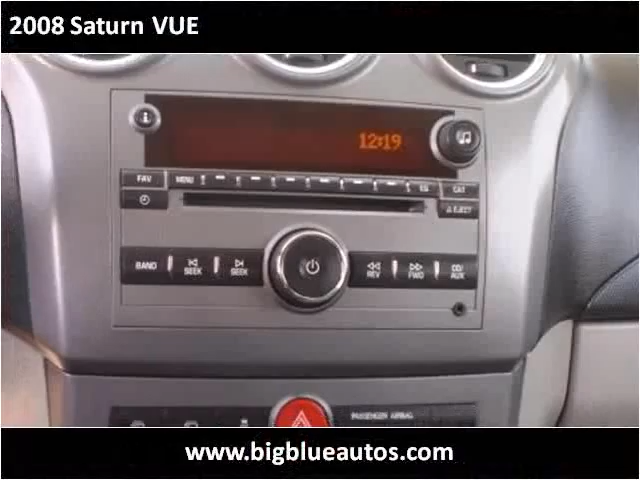 2008 Saturn VUE
12:19
FAV
MENU
CAT
EJECT
BAND
SEEK
SEEK
REV
FWD
CD/
AUX
PASSENGER AIRBAG
www.bigblueautos.com